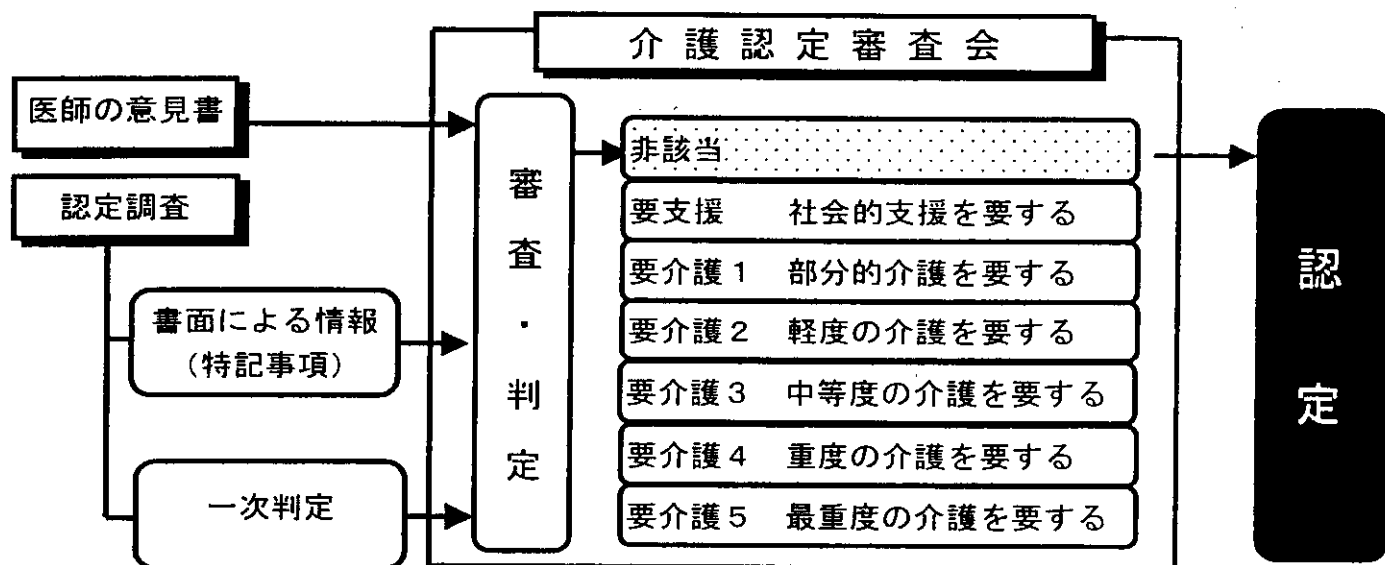 介護認定審査会
医師の意見書
認定調査
書面による情報
(特記事項)
一次判定
審査・判定
非該当
要支援 社会的支援を要する
要介護1 部分的介護を要する
要介護2 軽度の介護を要する
要介護3 中等度の介護を要する
要介護4 重度の介護を要する
要介護5 最重度の介護を要する
認定